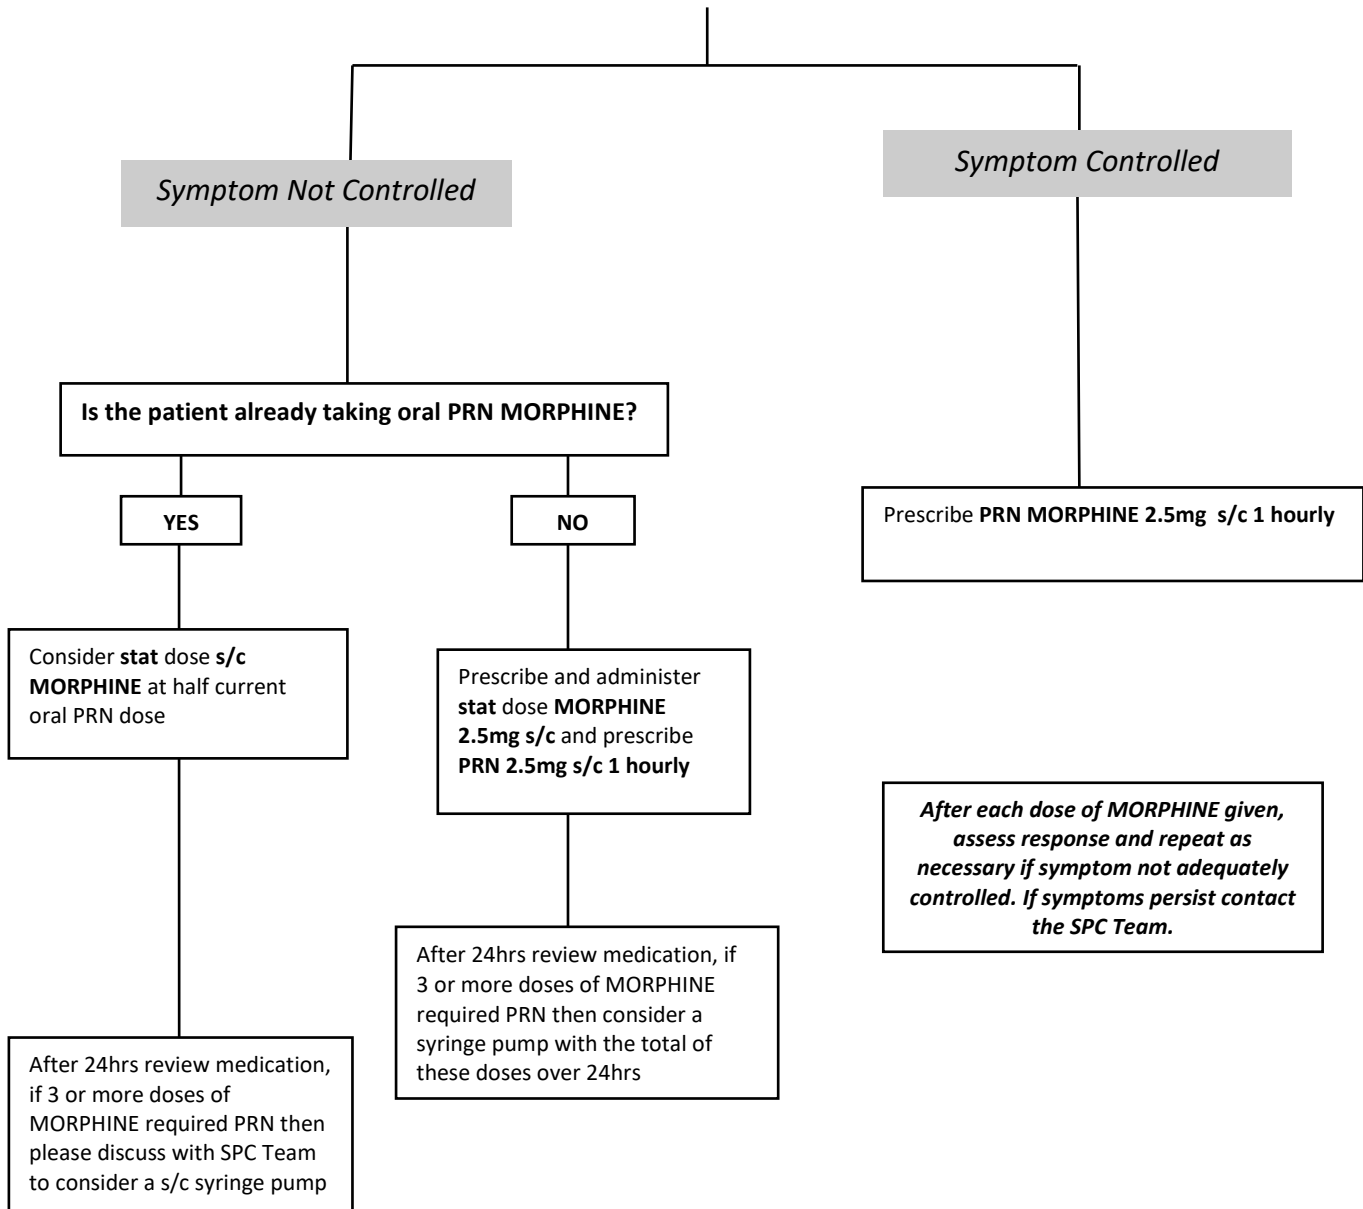 Symptom Not Controlled
Symptom Controlled
Is the patient already taking oral PRN MORPHINE?
YES
NO
Prescribe PRN MORPHINE 2.5mg s/c 1 hourly
Consider stat dose s/c
MORPHINE at half current
oral PRN dose
Prescribe and administer
stat dose MORPHINE
2.5mg s/c and prescribe
PRN 2.5mg s/c 1 hourly
After each dose of MORPHINE given,
assess response and repeat as
necessary if symptom not adequately
controlled. If symptoms persist contact
the SPC Team.
After 24hrs review medication, if
3 or more doses of MORPHINE
required PRN then consider a
syringe pump with the total of
these doses over 24hrs
After 24hrs review medication,
if 3 or more doses of
MORPHINE required PRN then
please discuss with SPC Team
to consider a s/c syringe pump